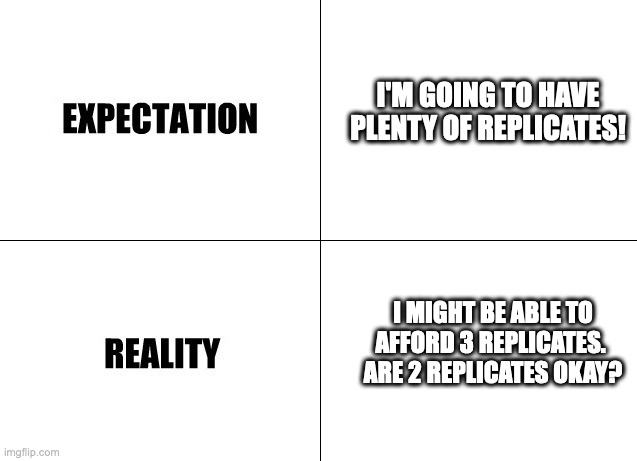 EXPECTATION
I'M GOING TO HAVE
PLENTY OF REPLICATES!
REALITY
I MIGHT BE ABLE TO
AFFORD 3 REPLICATES.
ARE 2 REPLICATES OKAY?
imgflip.com